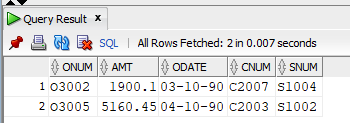 Query Result x
SQL | All Rows Fetched: 2 in 0.007 seconds
ONUM AMT ODATE CNUM SNUM
1 O3002 1900.1 03-10-90 C2007 S1004
2 O3005 5160.45 04-10-90 C2003 S1002